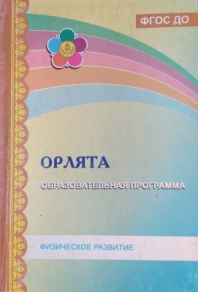 ФГОС ДО
ОРЛЯТА
ОБРАЗОВАТЕЛЬНАЯ ПРОГРАММА
ФИЗИЧЕСКОЕ РАЗВИТИЕ